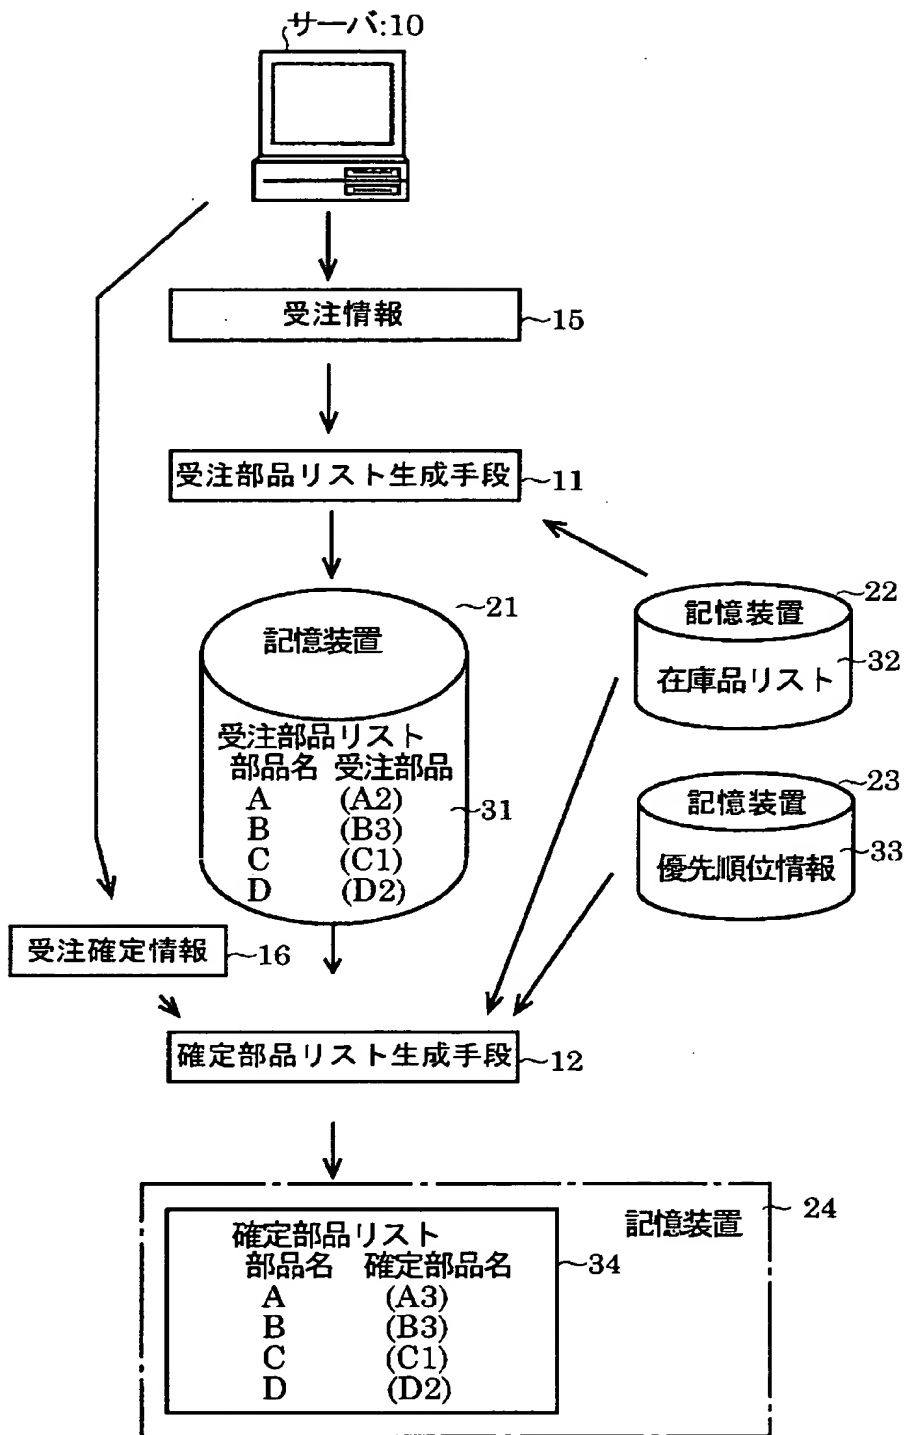 サーバ:10
受注情報
15
受注部品リスト生成手段
11
21
記憶装置
受注部品リスト
部品名 受注部品
A (A2)
B (B3)
C (C1)
D (D2)
31
22
記憶装置
在庫品リスト
32
23
記憶装置
優先順位情報
33
受注確定情報
16
確定部品リスト生成手段
12
24
記憶装置
確定部品リスト
部品名 確定部品名
A (A3)
B (B3)
C (C1)
D (D2)
34